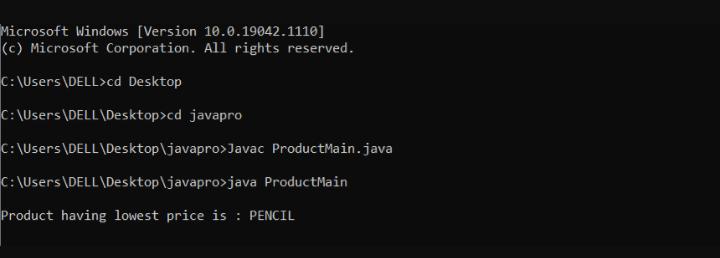 Microsoft Windows [Version 10.0.19042.1110]
(c) Microsoft Corporation. All rights reserved.
C:\Users\DELL>cd Desktop
C:\Users\DELL\Desktop>cd javapro
C:\Users\DELL\Desktop\javapro>Javac ProductMain.java
C:\Users\DELL\Desktop\javapro>java ProductMain
Product having lowest price is : PENCIL